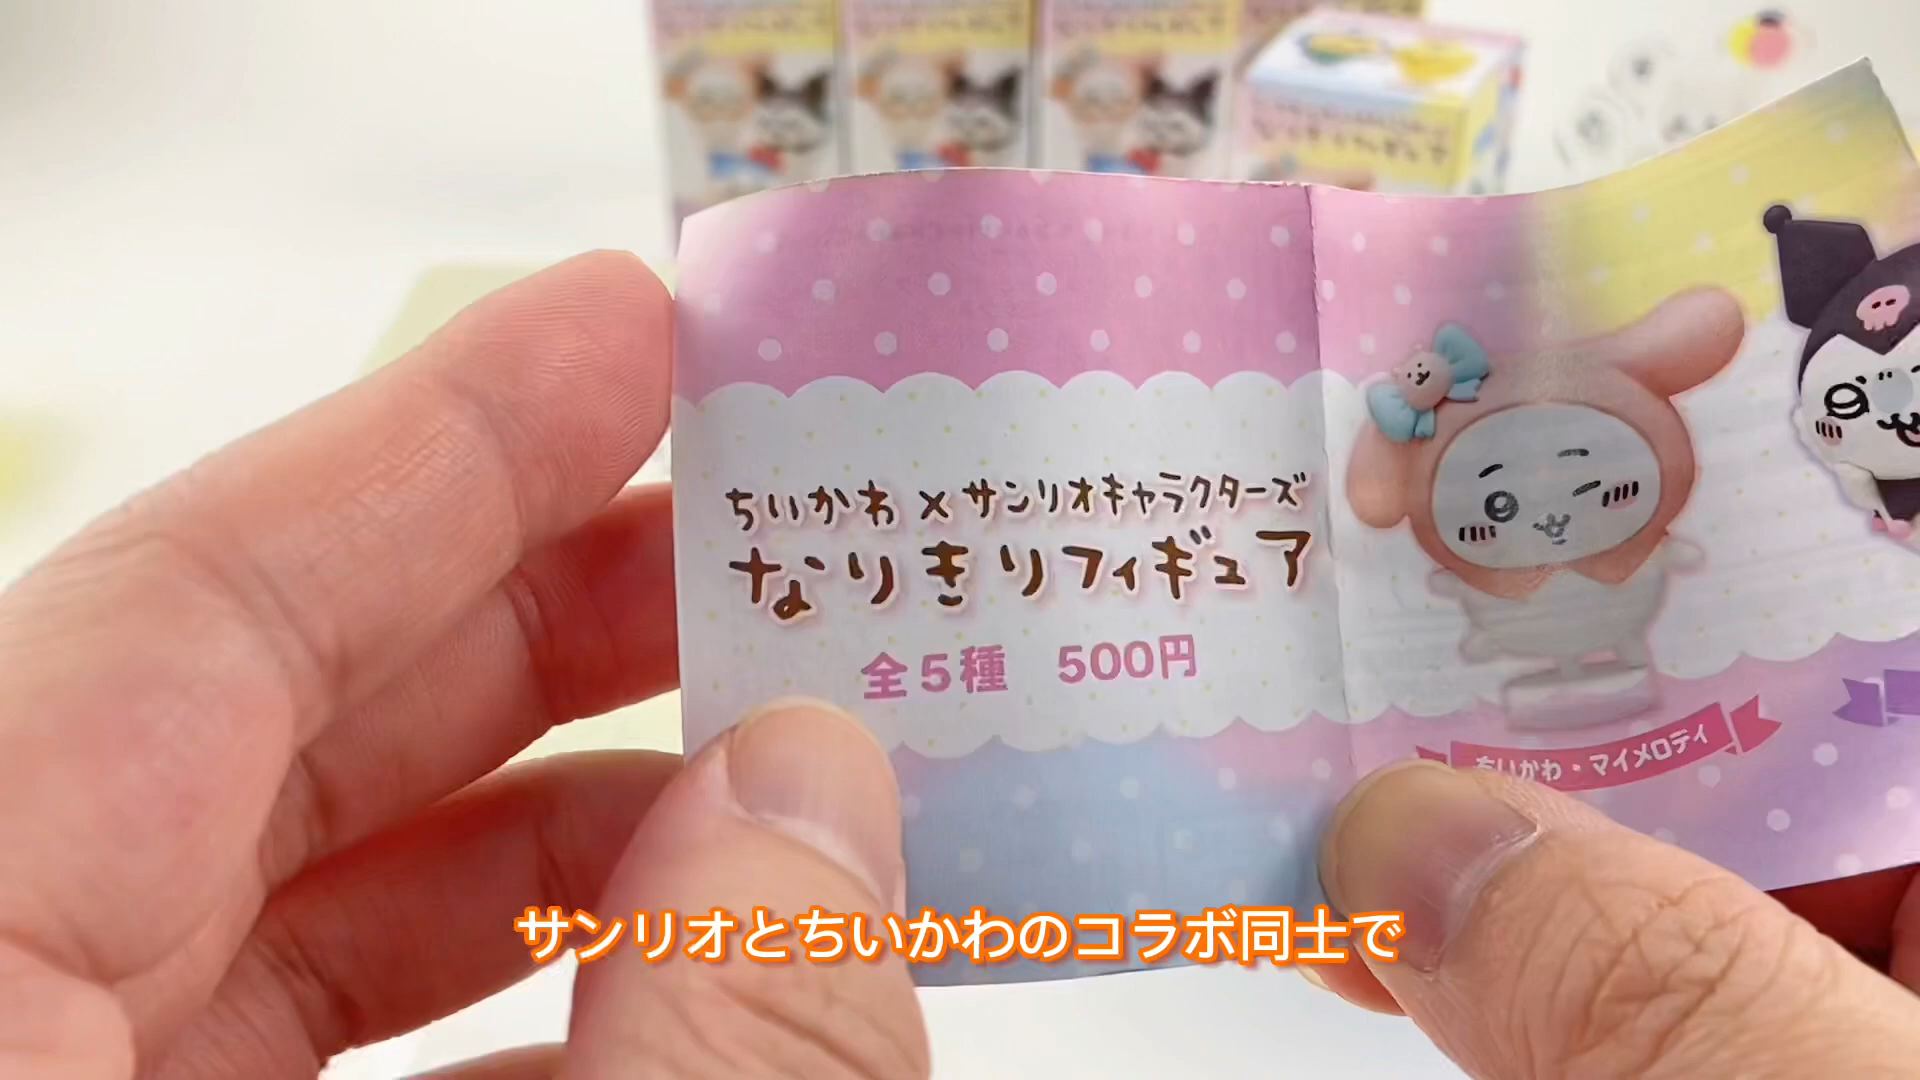 ちいかわ×サンリオキャラクターズ
なりきりフィギュア
全5種 500円
ちいかわ・マイメロディ
サンリオとちいかわのコラボ同士で